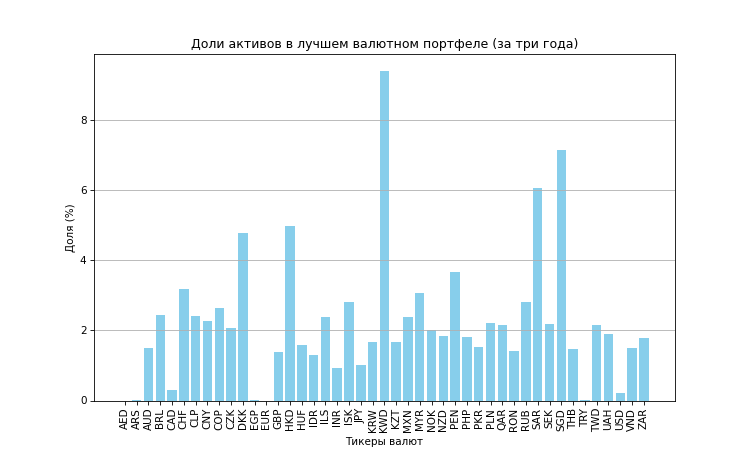 Доли активов в лучшем валютном портфеле (за три года)
Доля (%)
8
6
4
2
0
AED ARS AUD BRL CAD CHF CLP CNY COP CZK DKK EGP EUR GBP HKD HUF IDR ILS INR ISK JPY KRW KWD KZT MXN MYR NOK NZD PEN PHP PKR PLN QAR RON RUB SAR SEK SGD THB TRY TWD UAH USD VND ZAR
Тикеры валют